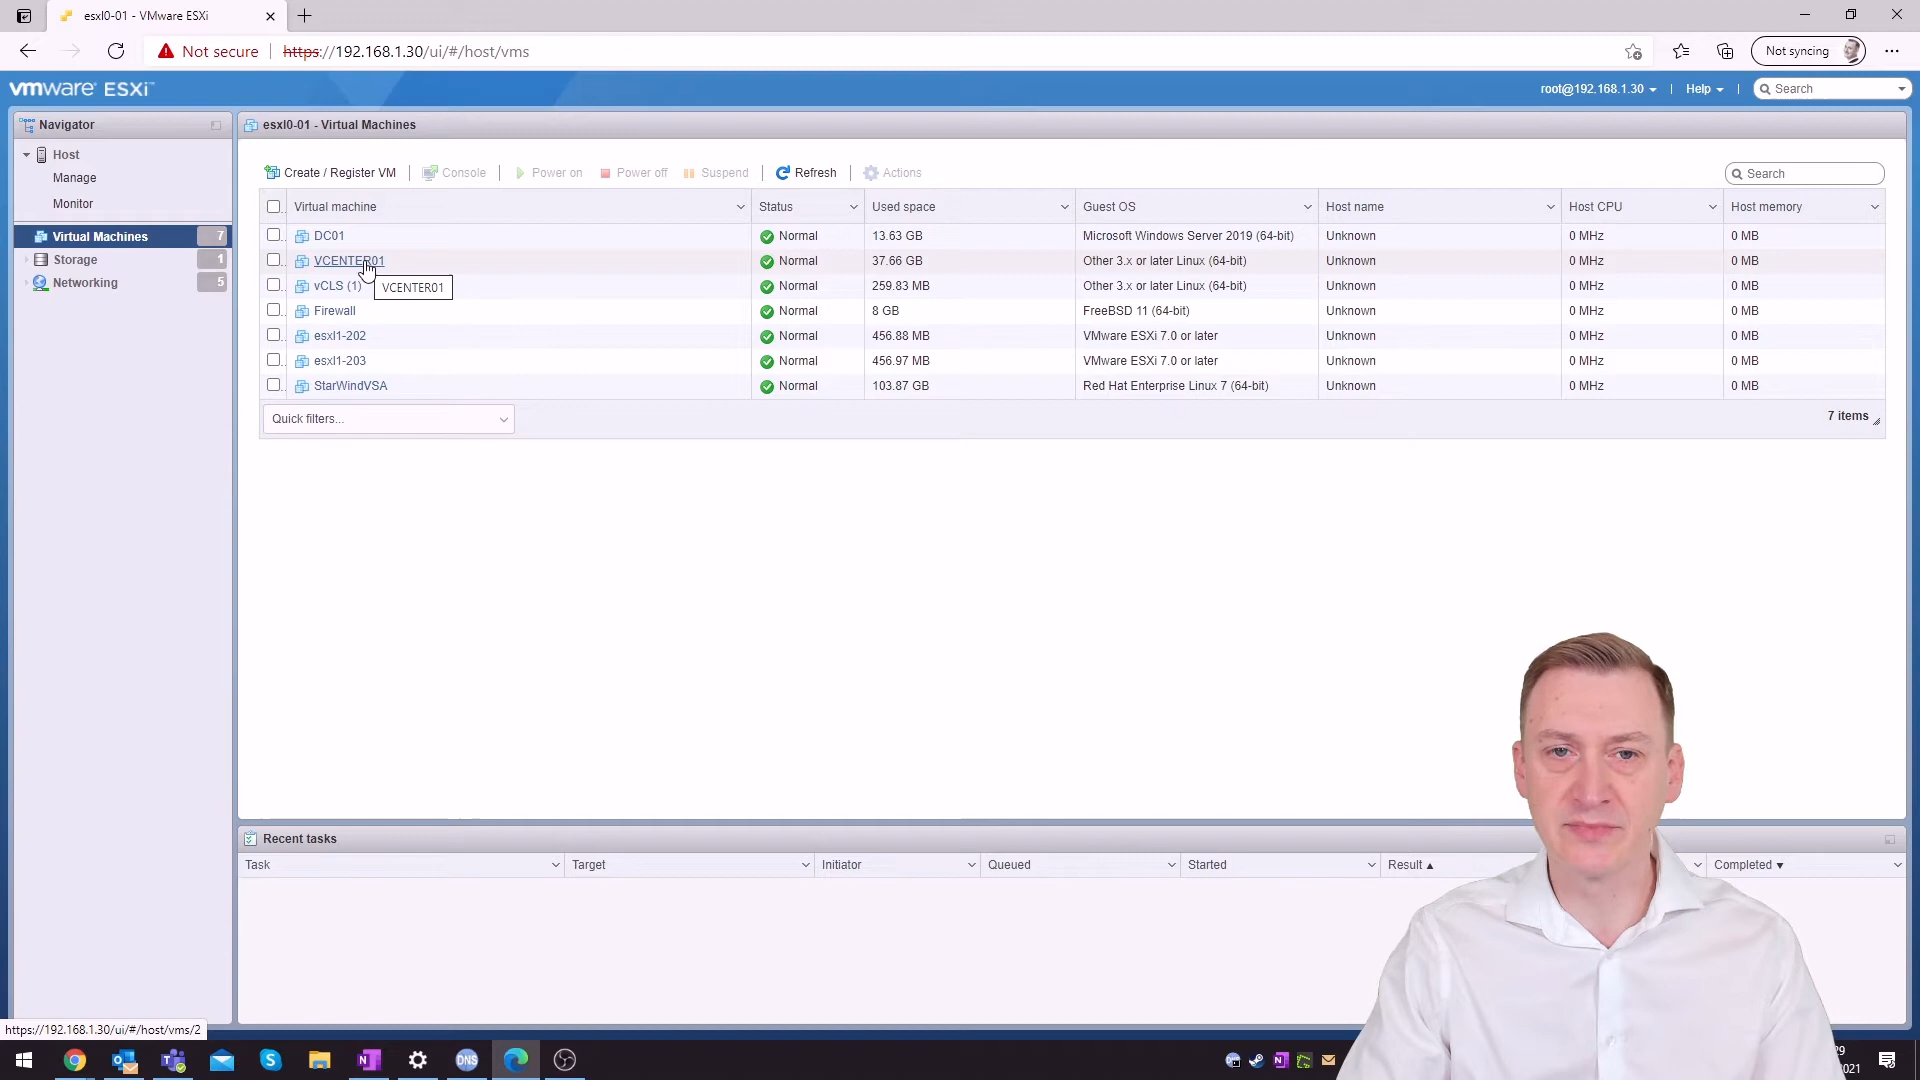 esxl0-01 - VMware ESXi
Not secure
https://192.168.1.30/ui/#/host/vms
Not syncing
vmware ESXi
root@192.168.1.30
Help
Search
Navigator
Host
Manage
Monitor
Virtual Machines 7
Storage 1
Networking 5
esxl0-01 - Virtual Machines
Create / Register VM
Console
Power on
Power off
Suspend
Refresh
Actions
Search
Virtual machine Status Used space Guest OS Host name Host CPU Host memory
DC01 Normal 13.63 GB Microsoft Windows Server 2019 (64-bit) Unknown 0 MHz 0 MB
VCENTER01 Normal 37.66 GB Other 3.x or later Linux (64-bit) Unknown 0 MHz 0 MB
vCLS (1) Normal 259.83 MB Other 3.x or later Linux (64-bit) Unknown 0 MHz 0 MB
VCENTER01
Firewall Normal 8 GB FreeBSD 11 (64-bit) Unknown 0 MHz 0 MB
esxl1-202 Normal 456.88 MB VMware ESXi 7.0 or later Unknown 0 MHz 0 MB
esxl1-203 Normal 456.97 MB VMware ESXi 7.0 or later Unknown 0 MHz 0 MB
StarWindVSA Normal 103.87 GB Red Hat Enterprise Linux 7 (64-bit) Unknown 0 MHz 0 MB
Quick filters...
7 items
Recent tasks
Task Target Initiator Queued Started Result Completed
https://192.168.1.30/ui/#/host/vms/2
DNS
29
2021